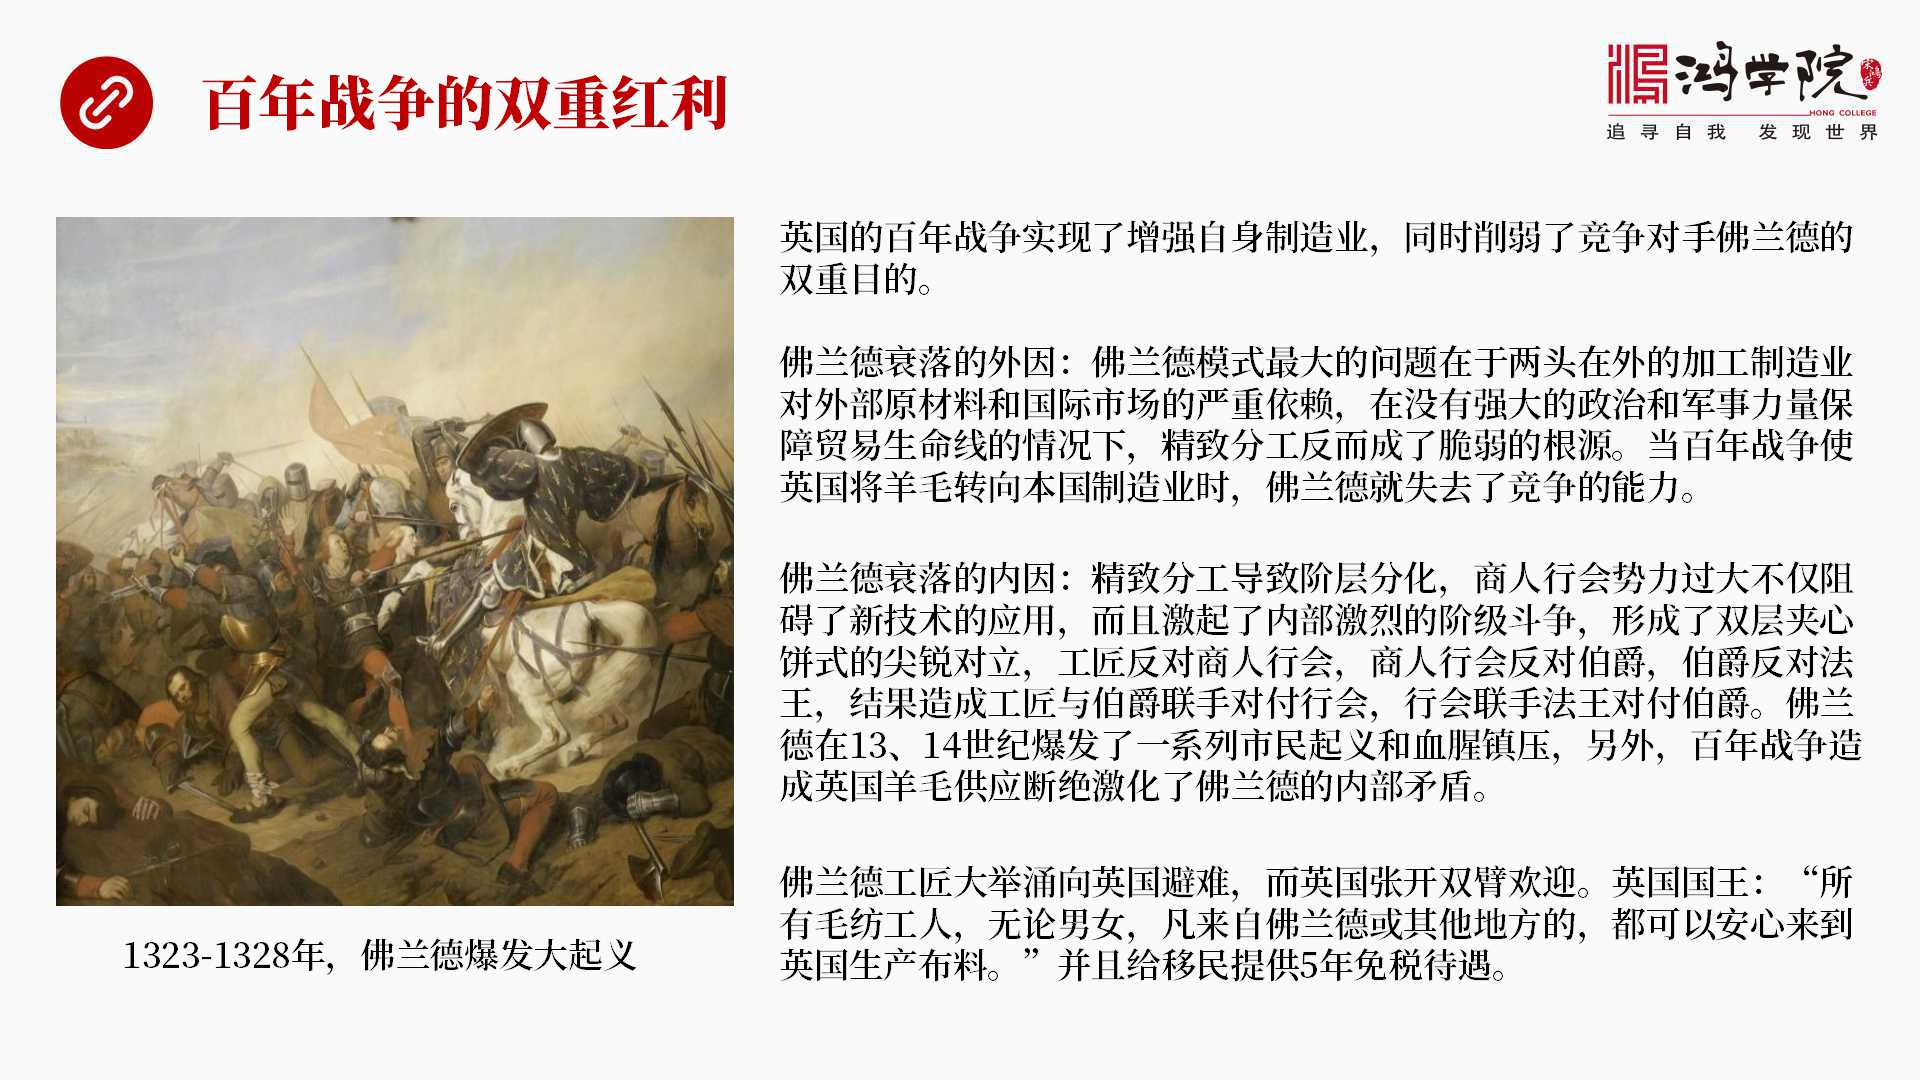 百年战争的双重红利
鸿学院
宋鸿兵
HONG COLLEGE
追寻自我 发现世界
英国的百年战争实现了增强自身制造业，同时削弱了竞争对手佛兰德的
双重目的。
佛兰德衰落的外因：佛兰德模式最大的问题在于两头在外的加工制造业
对外部原材料和国际市场的严重依赖，在没有强大的政治和军事力量保
障贸易生命线的情况下，精致分工反而成了脆弱的根源。当百年战争使
英国将羊毛转向本国制造业时，佛兰德就失去了竞争的能力。
佛兰德衰落的内因：精致分工导致阶层分化，商人行会势力过大不仅阻
碍了新技术的应用，而且激起了内部激烈的阶级斗争，形成了双层夹心
饼式的尖锐对立，工匠反对商人行会，商人行会反对伯爵，伯爵反对法
王，结果造成工匠与伯爵联手对付行会，行会联手法王对付伯爵。佛兰
德在13、14世纪爆发了一系列市民起义和血腥镇压，另外，百年战争造
成英国羊毛供应断绝激化了佛兰德的内部矛盾。
佛兰德工匠大举涌向英国避难，而英国张开双臂欢迎。英国国王：“所
有毛纺工人，无论男女，凡来自佛兰德或其他地方的，都可以安心来到
英国生产布料。”并且给移民提供5年免税待遇。
1323-1328年，佛兰德爆发大起义